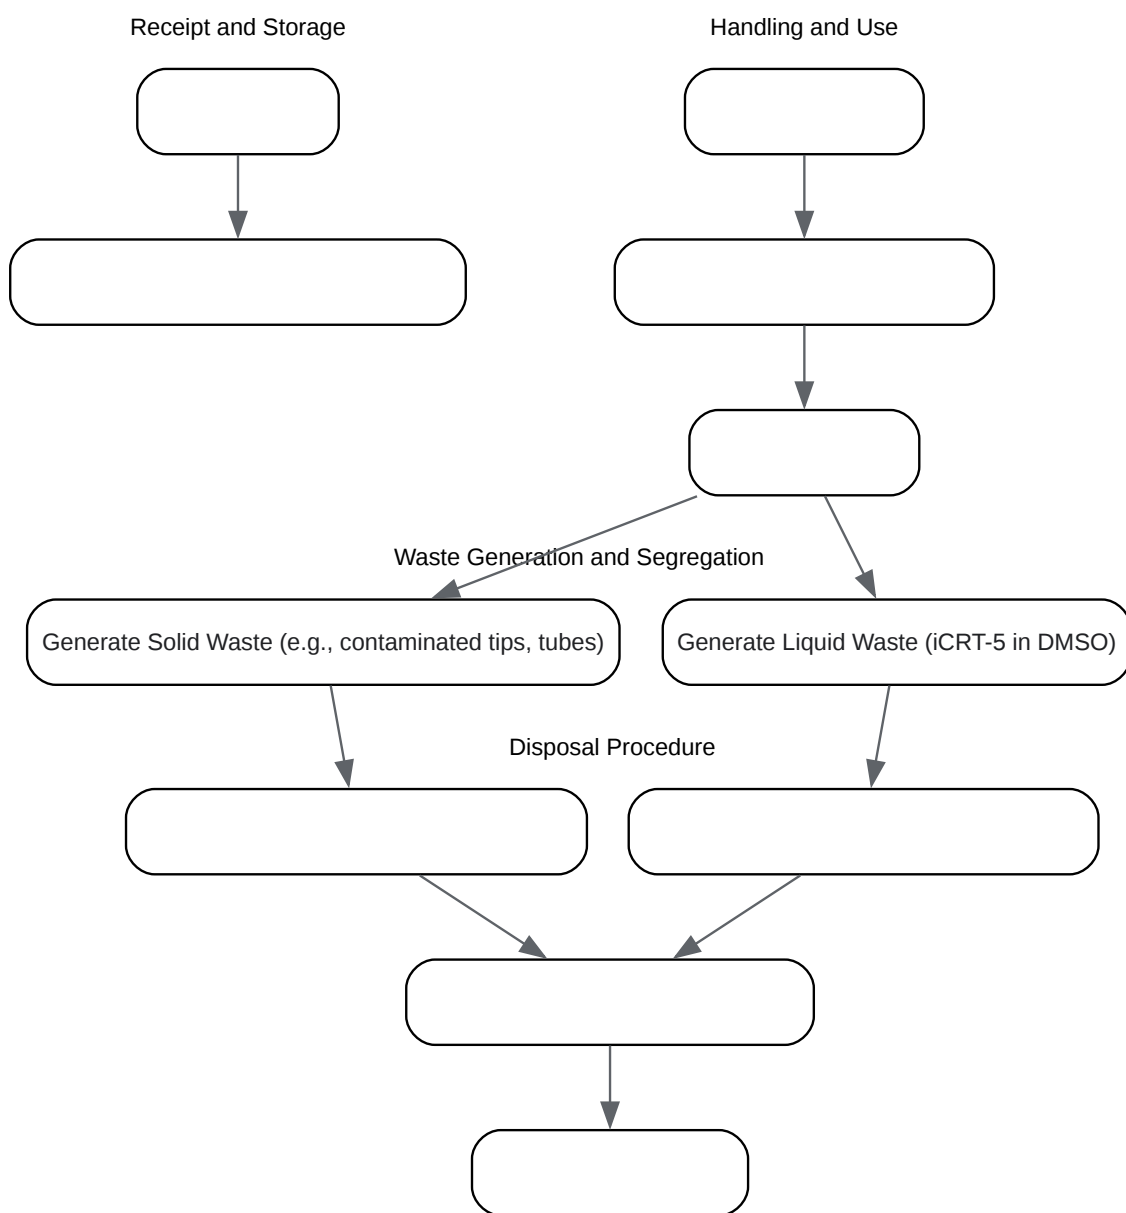 Receipt and Storage
Handling and Use
Waste Generation and Segregation
Generate Solid Waste (e.g., contaminated tips, tubes)
Generate Liquid Waste (iCRT-5 in DMSO)
Disposal Procedure